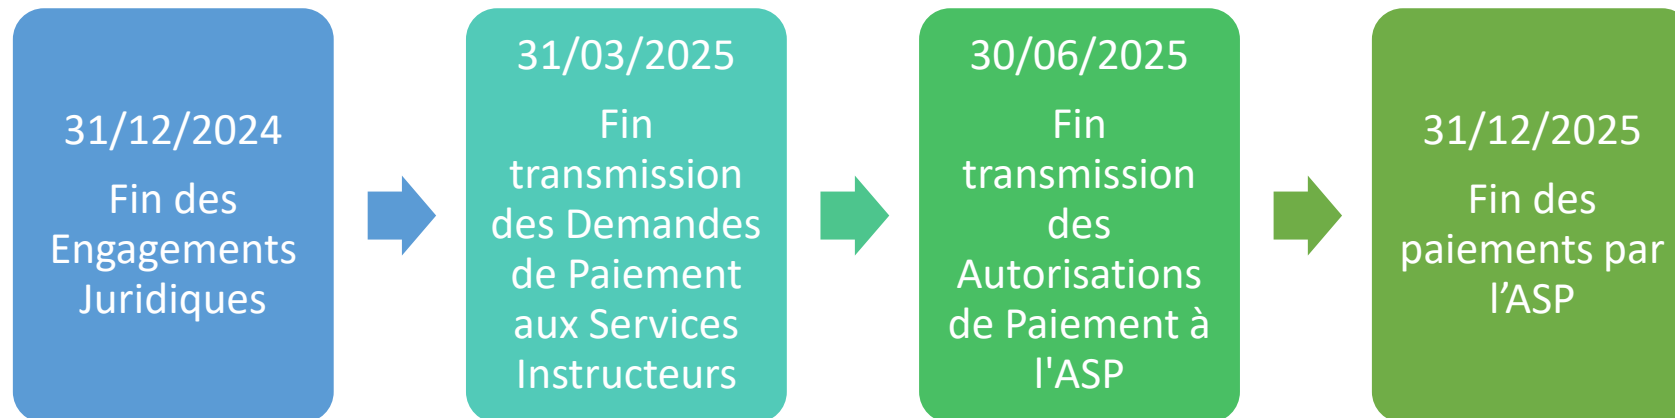 31/12/2024
Fin des
Engagements
Juridiques
31/03/2025
Fin
transmission
des Demandes
de Paiement
aux Services
Instructeurs
30/06/2025
Fin
transmission
des
Autorisations
de Paiement à
l'ASP
31/12/2025
Fin des
paiements par
l’ASP